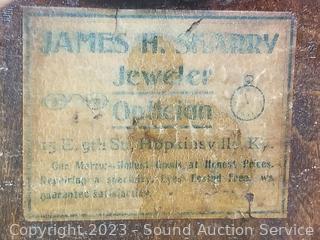 JAMES H. SKARRY
Jeweler
Optician
15 E. 9th St., Hopkinsville, Ky.
Our Motto:-Honest Goods at Honest Prices.
Repairing a specialty. Eyes Tested free. We
guarantee satisfaction.
Copyright 2023 - Sound Auction Service